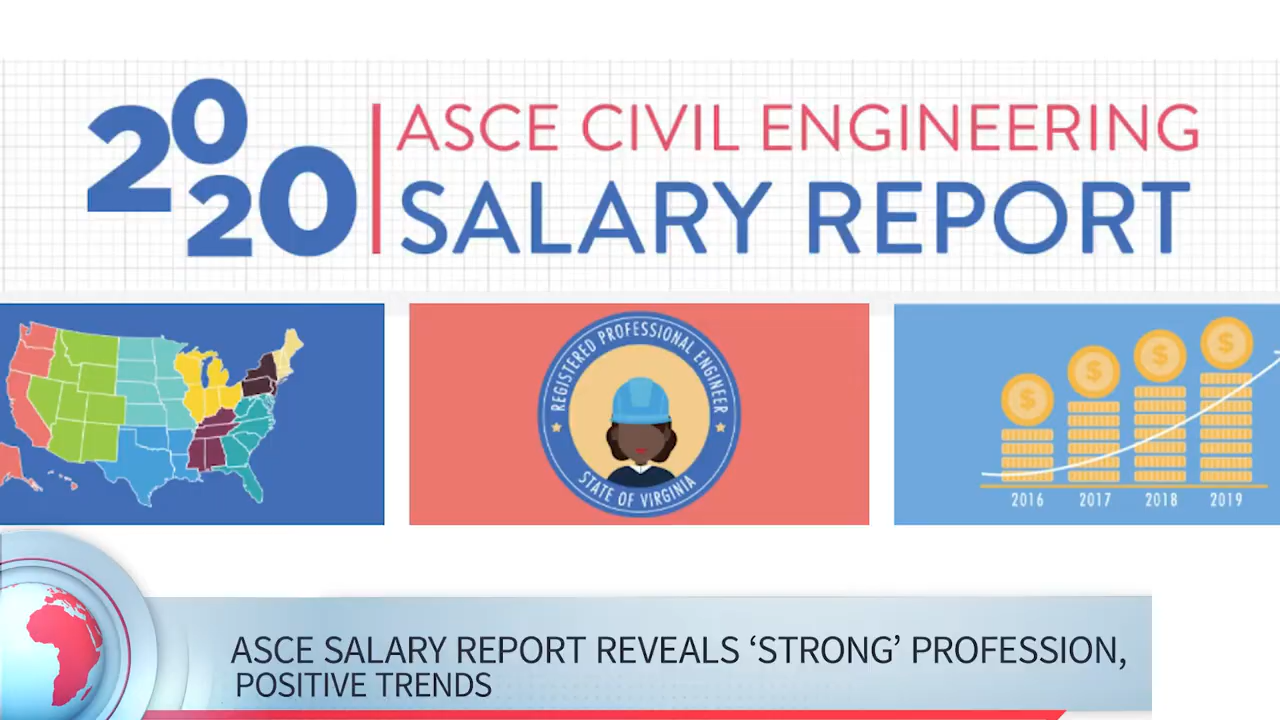 2020
ASCE CIVIL ENGINEERING
SALARY REPORT
REGISTERED PROFESSIONAL ENGINEER
STATE OF VIRGINIA
$ $ $ $
2016 2017 2018 2019
ASCE SALARY REPORT REVEALS ‘STRONG’ PROFESSION,
POSITIVE TRENDS